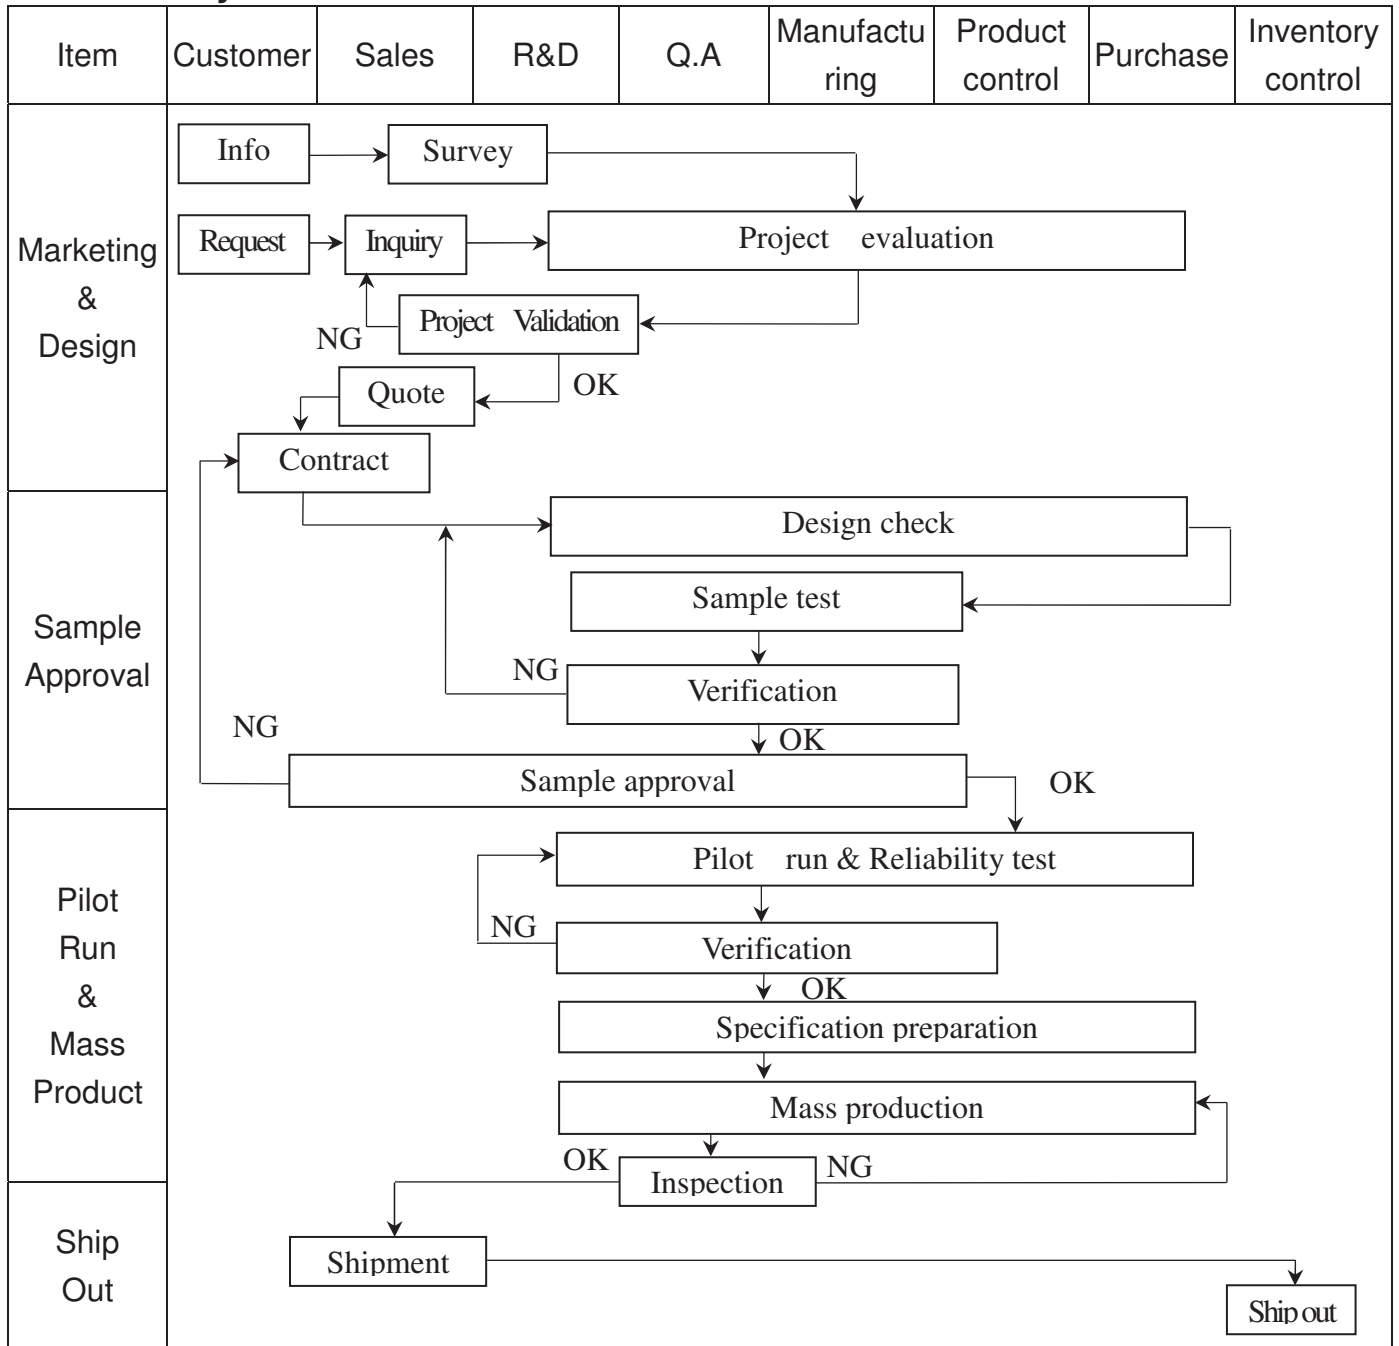 Item Customer Sales R&D Q.A Manufactu
ring Product
control Purchase Inventory
control
Marketing
&
Design
Info
Survey
Request
Inquiry
Project evaluation
Project Validation
NG
OK
Quote
Contract
Sample
Approval
Design check
Sample test
NG
Verification
NG
OK
Sample approval
OK
Pilot
Run
&
Mass
Product
Pilot run & Reliability test
NG
Verification
OK
Specification preparation
Mass production
OK
Inspection
NG
Ship
Out
Shipment
Ship out